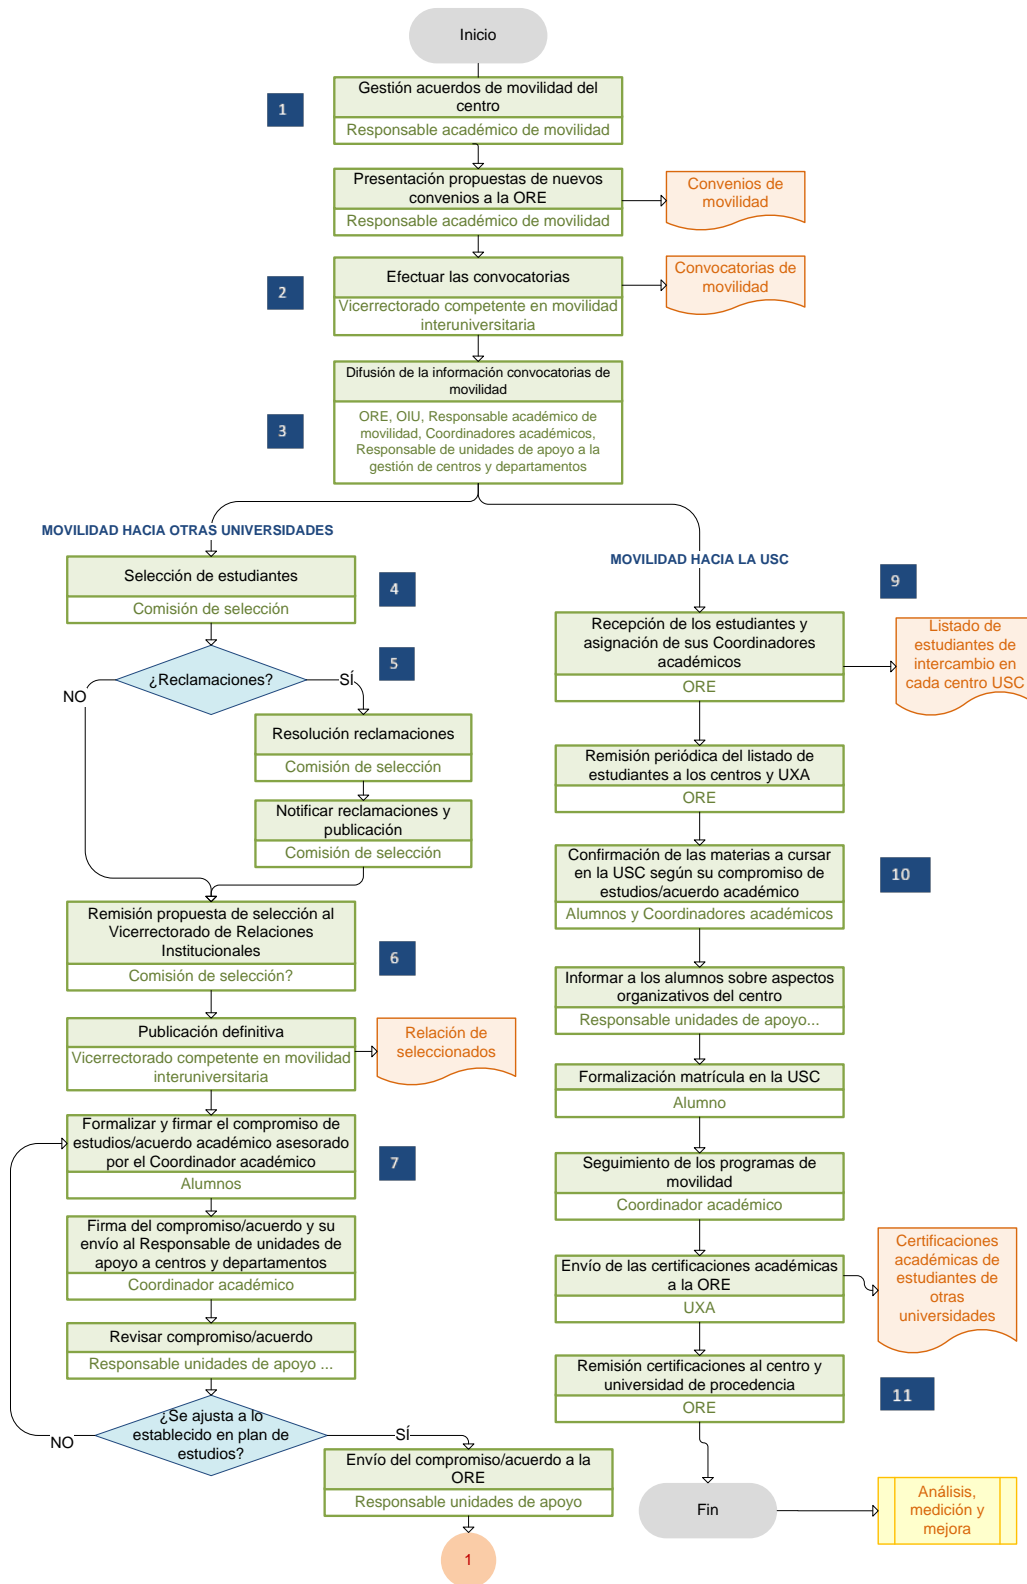 Inicio
1
Gestión acuerdos de movilidad del
centro
Responsable académico de movilidad
Presentación propuestas de nuevos
convenios a la ORE
Responsable académico de movilidad
Convenios de
movilidad
2
Efectuar las convocatorias
Vicerrectorado competente en movilidad
interuniversitaria
Convocatorias de
movilidad
3
Difusión de la información convocatorias de
movilidad
ORE, OIU, Responsable académico de
movilidad, Coordinadores académicos,
Responsable de unidades de apoyo a la
gestión de centros y departamentos
MOVILIDAD HACIA OTRAS UNIVERSIDADES
Selección de estudiantes
Comisión de selección
4
¿Reclamaciones?
5
NO
SÍ
Resolución reclamaciones
Comisión de selección
Notificar reclamaciones y
publicación
Comisión de selección
Remisión propuesta de selección al
Vicerrectorado de Relaciones
Institucionales
Comisión de selección?
6
Publicación definitiva
Vicerrectorado competente en movilidad
interuniversitaria
Relación de
seleccionados
Formalizar y firmar el compromiso de
estudios/acuerdo académico asesorado
por el Coordinador académico
Alumnos
7
Firma del compromiso/acuerdo y su
envío al Responsable de unidades de
apoyo a centros y departamentos
Coordinador académico
Revisar compromiso/acuerdo
Responsable unidades de apoyo ...
¿Se ajusta a lo
establecido en plan de
estudios?
NO
SÍ
Envío del compromiso/acuerdo a la
ORE
Responsable unidades de apoyo
1
MOVILIDAD HACIA LA USC
9
Recepción de los estudiantes y
asignación de sus Coordinadores
académicos
ORE
Listado de
estudiantes de
intercambio en
cada centro USC
Remisión periódica del listado de
estudiantes a los centros y UXA
ORE
Confirmación de las materias a cursar
en la USC según su compromiso de
estudios/acuerdo académico
Alumnos y Coordinadores académicos
10
Informar a los alumnos sobre aspectos
organizativos del centro
Responsable unidades de apoyo...
Formalización matrícula en la USC
Alumno
Seguimiento de los programas de
movilidad
Coordinador académico
Envío de las certificaciones académicas
a la ORE
UXA
Certificaciones
académicas de
estudiantes de
otras
universidades
Remisión certificaciones al centro y
universidad de procedencia
ORE
11
Fin
Análisis,
medición y
mejora